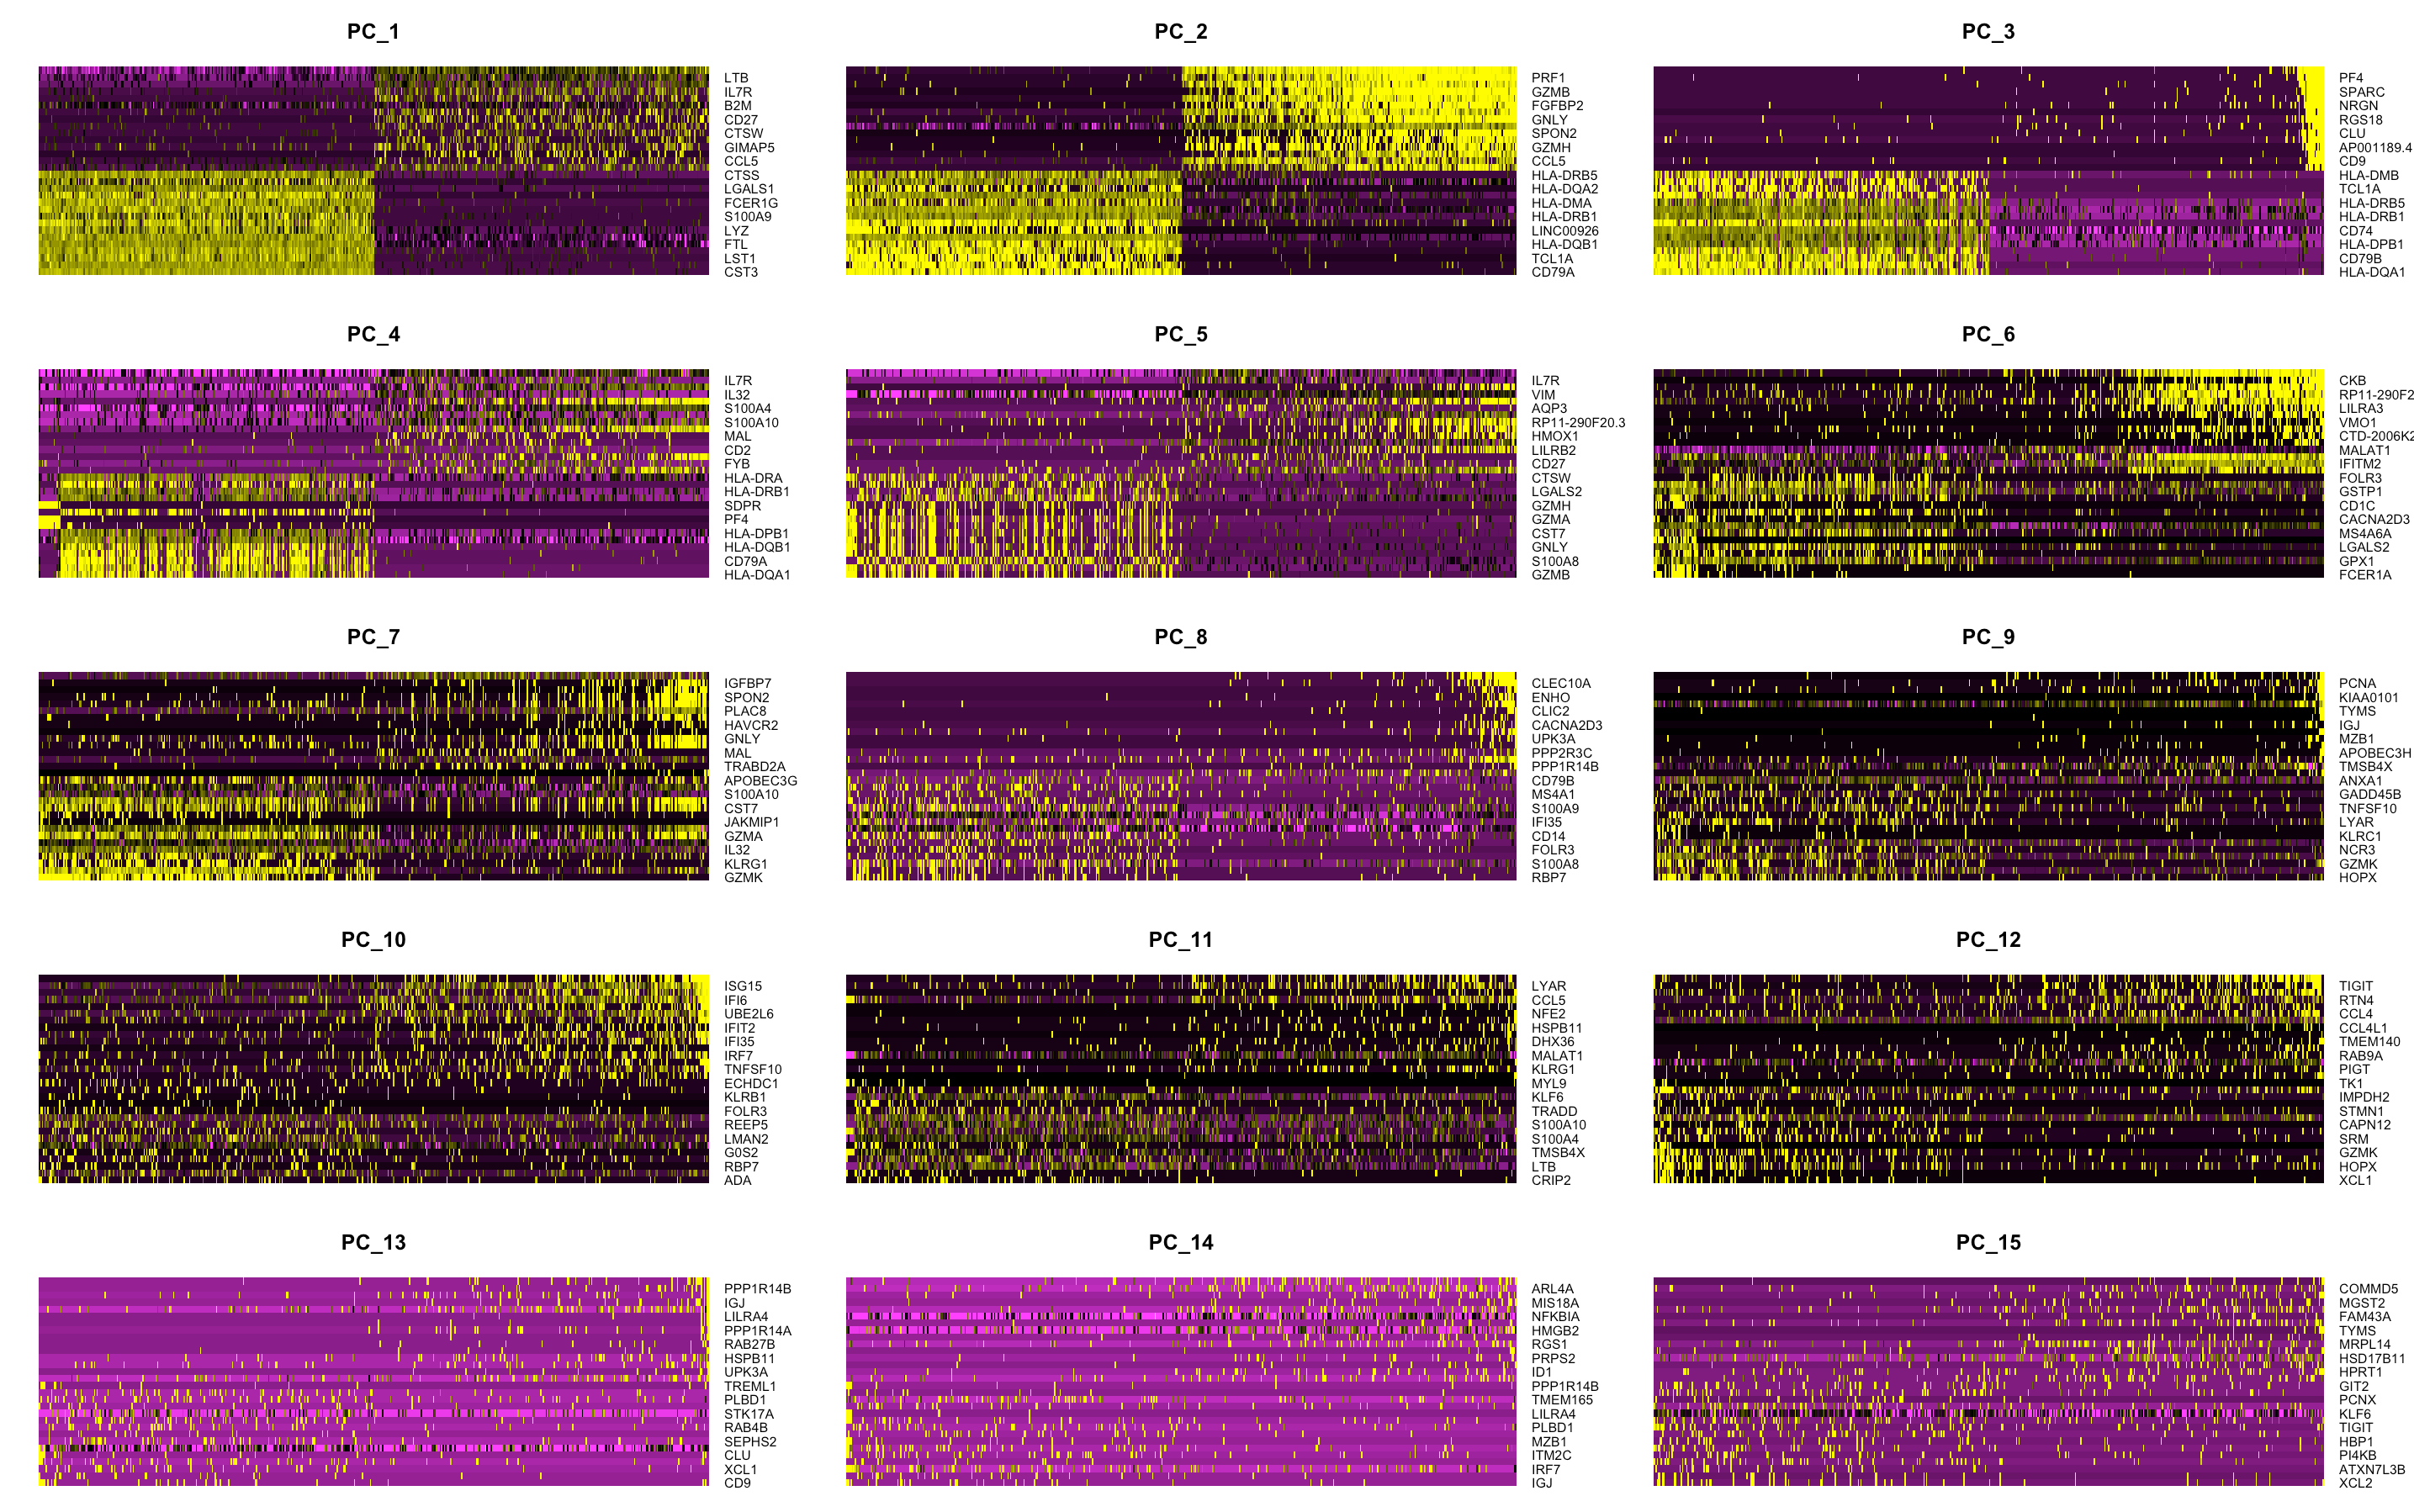 PC_1
LTB
IL7R
B2M
CD27
CTSW
GIMAP5
CCL5
CTSS
LGALS1
FCER1G
S100A9
LYZ
FTL
LST1
CST3
PC_2
PRF1
GZMB
FGFBP2
GNLY
SPON2
GZMH
CCL5
HLA-DRB5
HLA-DQA2
HLA-DMA
HLA-DRB1
LINC00926
HLA-DQB1
TCL1A
CD79A
PC_3
PF4
SPARC
NRGN
RGS18
CLU
AP001189.4
CD9
HLA-DMB
TCL1A
HLA-DRB5
HLA-DRB1
CD74
HLA-DPB1
CD79B
HLA-DQA1
PC_4
IL7R
IL32
S100A4
S100A10
MAL
CD2
FYB
HLA-DRA
HLA-DRB1
SDPR
PF4
HLA-DPB1
HLA-DQB1
CD79A
HLA-DQA1
PC_5
IL7R
VIM
AQP3
RP11-290F20.3
HMOX1
LILRB2
CD27
CTSW
LGALS2
GZMH
GZMA
CST7
GNLY
S100A8
GZMB
PC_6
CKB
RP11-290F2
LILRA3
VMO1
CTD-2006K2
MALAT1
IFITM2
FOLR3
GSTP1
CD1C
CACNA2D3
MS4A6A
LGALS2
GPX1
FCER1A
PC_7
IGFBP7
SPON2
PLAC8
HAVCR2
GNLY
MAL
TRABD2A
APOBEC3G
S100A10
CST7
JAKMIP1
GZMA
IL32
KLRG1
GZMK
PC_8
CLEC10A
ENHO
CLIC2
CACNA2D3
UPK3A
PPP2R3C
PPP1R14B
CD79B
MS4A1
S100A9
IFI35
CD14
FOLR3
S100A8
RBP7
PC_9
PCNA
KIAA0101
TYMS
IGJ
MZB1
APOBEC3H
TMSB4X
ANXA1
GADD45B
TNFSF10
LYAR
KLRC1
NCR3
GZMK
HOPX
PC_10
ISG15
IFI6
UBE2L6
IFIT2
IFI35
IRF7
TNFSF10
ECHDC1
KLRB1
FOLR3
REEP5
LMAN2
G0S2
RBP7
ADA
PC_11
LYAR
CCL5
NFE2
HSPB11
DHX36
MALAT1
KLRG1
MYL9
KLF6
TRADD
S100A10
S100A4
TMSB4X
LTB
CRIP2
PC_12
TIGIT
RTN4
CCL4
CCL4L1
TMEM140
RAB9A
PIGT
TK1
IMPDH2
STMN1
CAPN12
SRM
GZMK
HOPX
XCL1
PC_13
PPP1R14B
IGJ
LILRA4
PPP1R14A
RAB27B
HSPB11
UPK3A
TREML1
PLBD1
STK17A
RAB4B
SEPHS2
CLU
XCL1
CD9
PC_14
ARL4A
MIS18A
NFKBIA
HMGB2
RGS1
PRPS2
ID1
PPP1R14B
TMEM165
LILRA4
PLBD1
MZB1
ITM2C
IRF7
IGJ
PC_15
COMMD5
MGST2
FAM43A
TYMS
MRPL14
HSD17B11
HPRT1
GIT2
PCNX
KLF6
TIGIT
HBP1
PI4KB
ATXN7L3B
XCL2